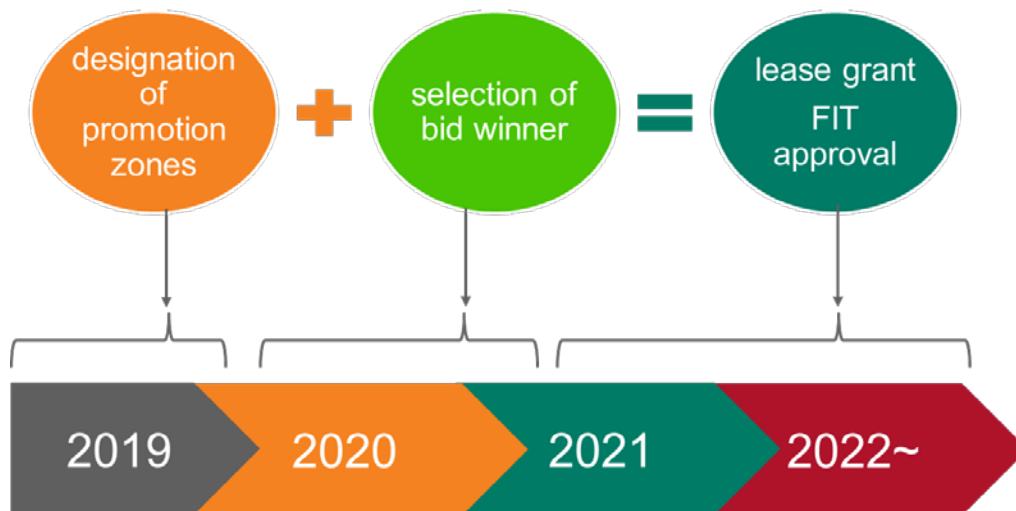 designation
of
promotion
zones
+
selection of
bid winner
=
lease grant
FIT
approval
2019
2020
2021
2022~